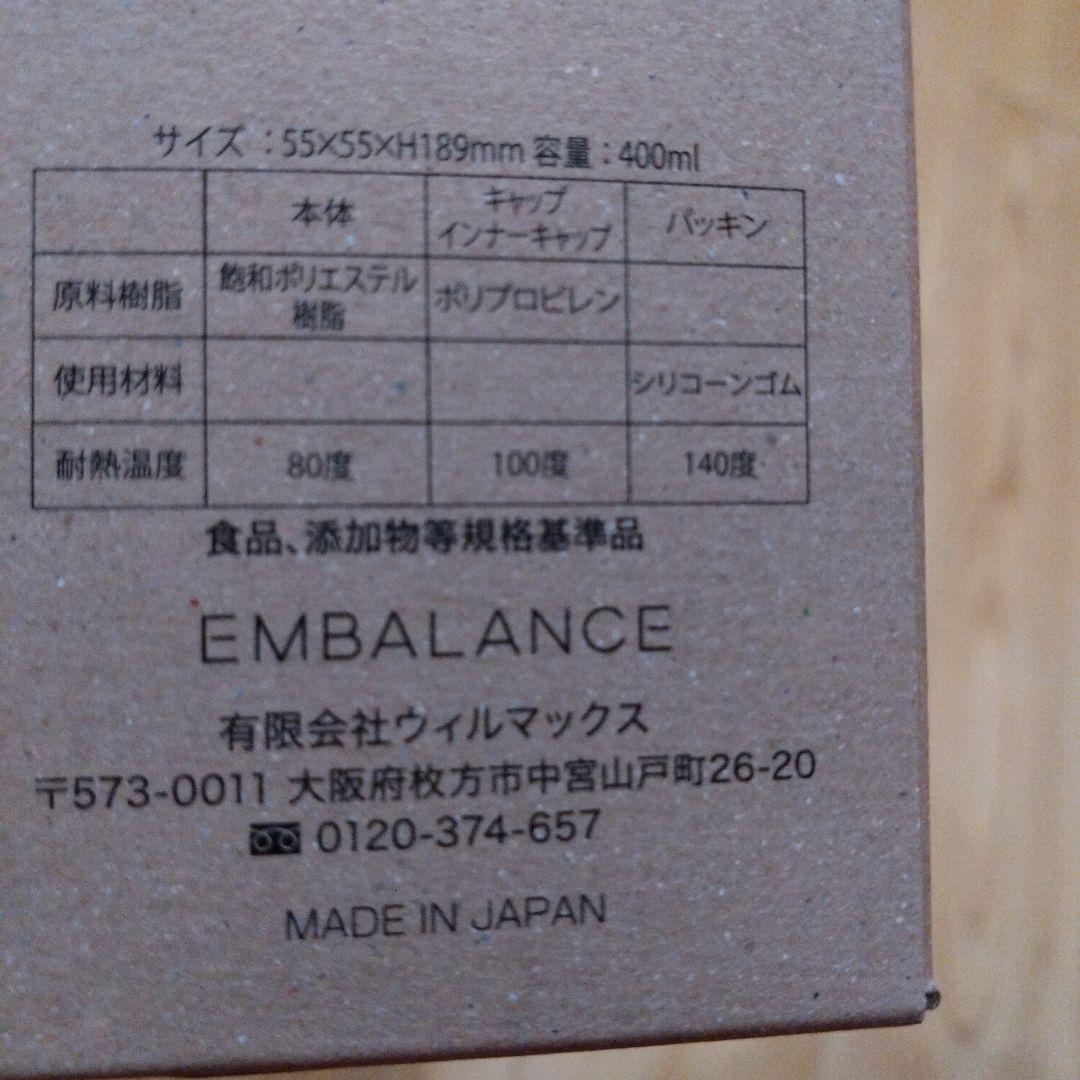 サイズ：55×55×H189mm 容量：400ml
本体 キャップ インナーキャップ パッキン
原料樹脂 飽和ポリエステル樹脂 ポリプロピレン
使用材料 シリコーンゴム
耐熱温度 80度 100度 140度
食品、添加物等規格基準品
EMBALANCE
有限会社ウィルマックス
〒573-0011 大阪府枚方市中宮山戸町26-20
0120-374-657
MADE IN JAPAN